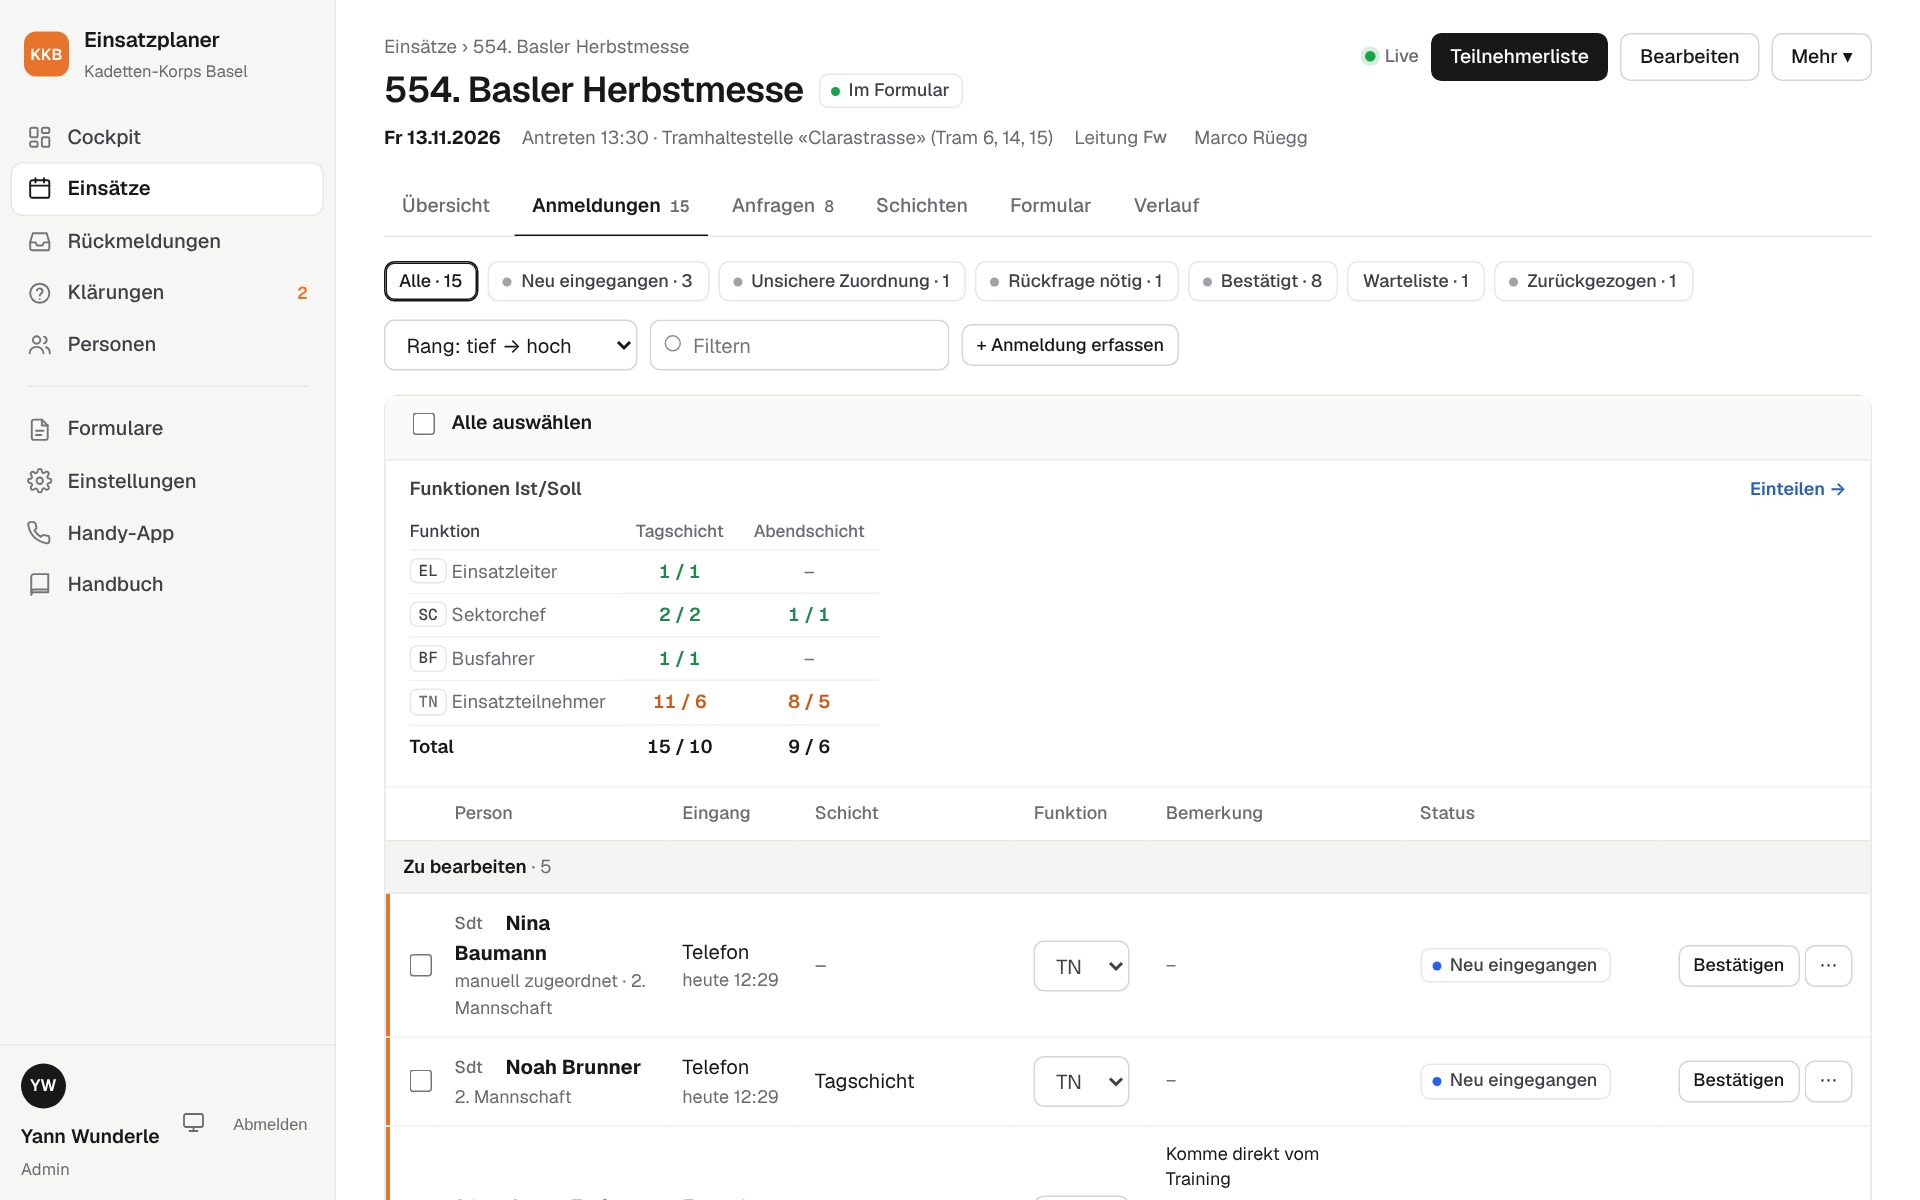 KKB
Einsatzplaner
Kadetten-Korps Basel
Cockpit
Einsätze
Rückmeldungen
Klärungen 2
Personen
Formulare
Einstellungen
Handy-App
Handbuch
YW
Yann Wunderle
Admin
Abmelden
Einsätze › 554. Basler Herbstmesse
Live
Teilnehmerliste
Bearbeiten
Mehr ▾
554. Basler Herbstmesse
Im Formular
Fr 13.11.2026 Antreten 13:30 · Tramhaltestelle «Clarastrasse» (Tram 6, 14, 15) Leitung Fw Marco Rüegg
Übersicht Anmeldungen 15 Anfragen 8 Schichten Formular Verlauf
Alle · 15 Neu eingegangen · 3 Unsichere Zuordnung · 1 Rückfrage nötig · 1 Bestätigt · 8 Warteliste · 1 Zurückgezogen · 1
Rang: tief → hoch Filtern + Anmeldung erfassen
Alle auswählen
Funktionen Ist/Soll Einteilen →
Funktion Tagschicht Abendschicht
EL Einsatzleiter 1 / 1 –
SC Sektorchef 2 / 2 1 / 1
BF Busfahrer 1 / 1 –
TN Einsatzteilnehmer 11 / 6 8 / 5
Total 15 / 10 9 / 6
Person Eingang Schicht Funktion Bemerkung Status
Zu bearbeiten · 5
Sdt Nina
Baumann
manuell zugeordnet · 2.
Mannschaft
Telefon
heute 12:29
–
TN
–
Neu eingegangen
Bestätigen
···
Sdt Noah Brunner
2. Mannschaft
Telefon
heute 12:29
Tagschicht
TN
–
Neu eingegangen
Bestätigen
···
Komme direkt vom
Training